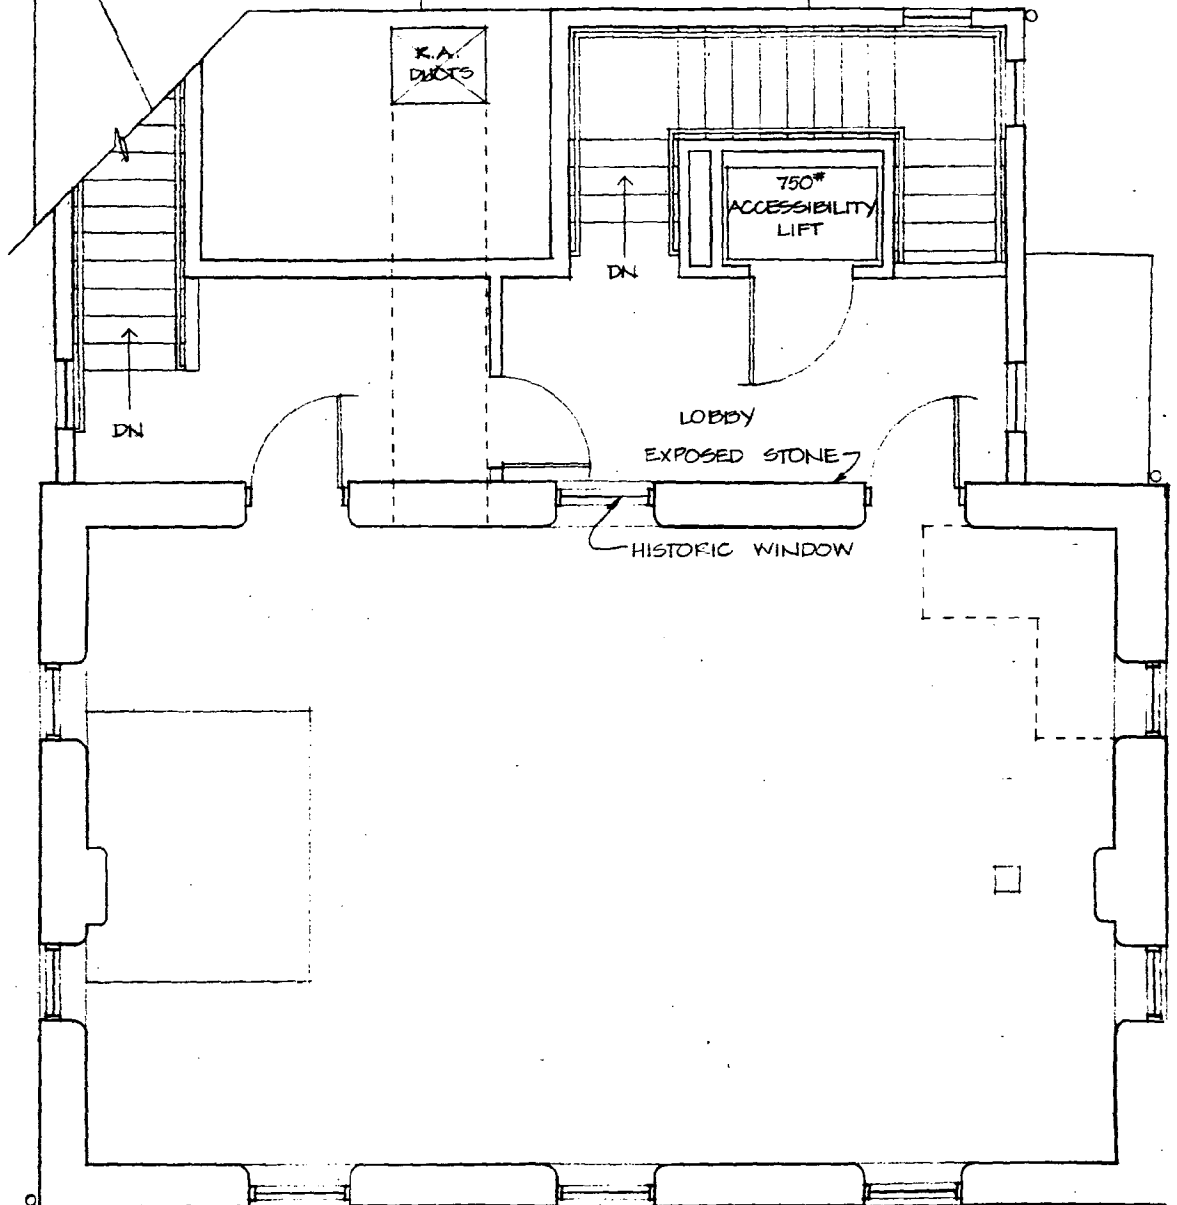 R.A.
DUCTS
750#
ACCESSIBILITY
LIFT
DN
DN
LOBBY
EXPOSED STONE
HISTORIC WINDOW